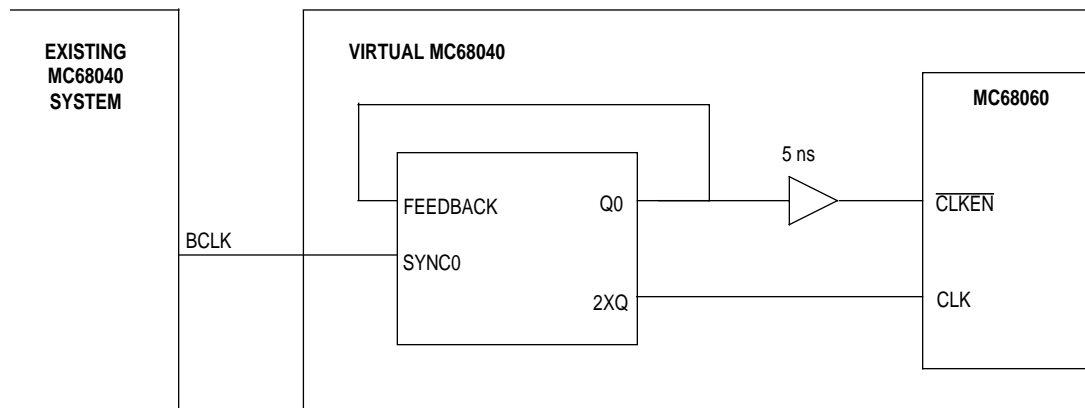 EXISTING
MC68040
SYSTEM
VIRTUAL MC68040
MC68060
5 ns
FEEDBACK
Q0
CLKEN
BCLK
SYNC0
2XQ
CLK